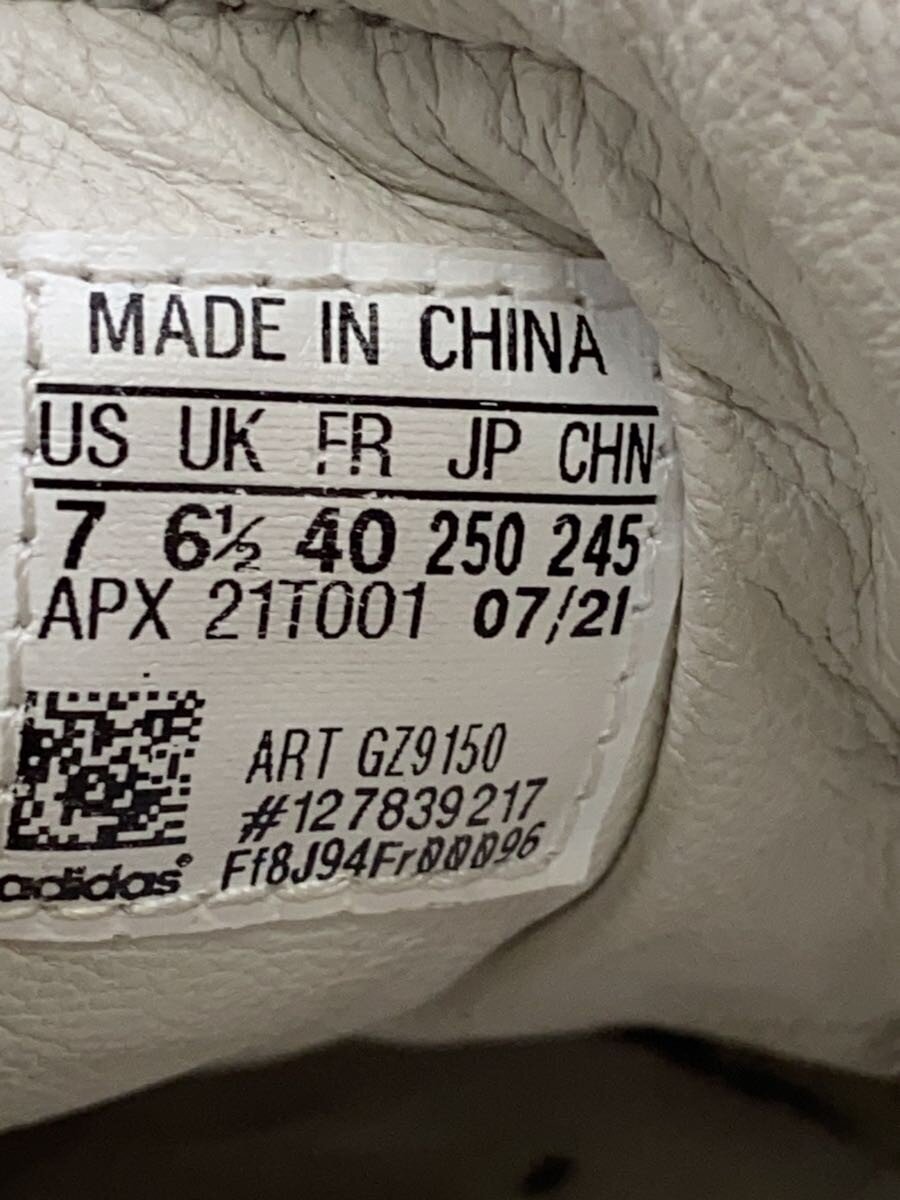 MADE IN CHINA
US UK FR JP CHN
7 6½ 40 250 245
APX 21T001 07/21
ART GZ9150
#127839217
Ff8J94Fr00096
adidas®